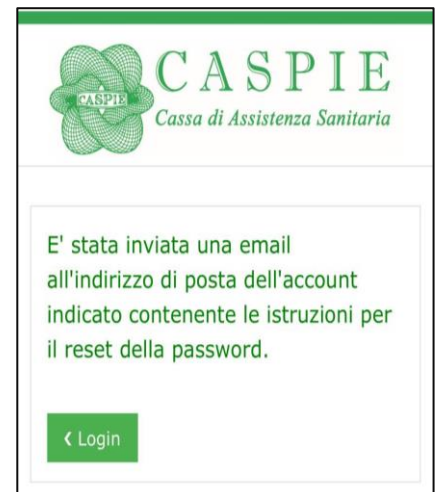 CASPIE
CASPIE
Cassa di Assistenza Sanitaria
E' stata inviata una email
all'indirizzo di posta dell'account
indicato contenente le istruzioni per
il reset della password.
‹ Login